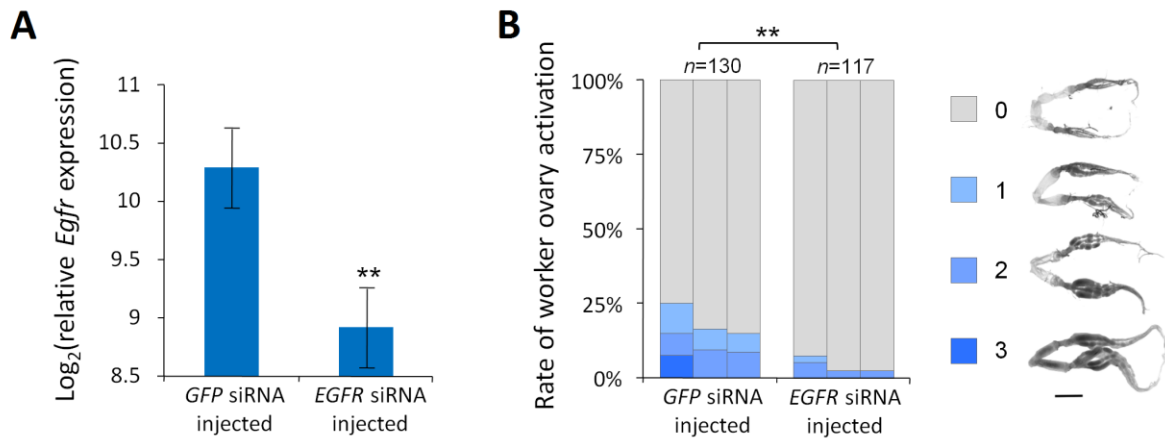 A
Log2(relative Egfr expression)
11
10.5
10
9.5
9
8.5
**
GFP siRNA
injected
EGFR siRNA
injected
B
Rate of worker ovary activation
**
n=130
n=117
100%
75%
50%
25%
0%
GFP siRNA
injected
EGFR siRNA
injected
0
1
2
3